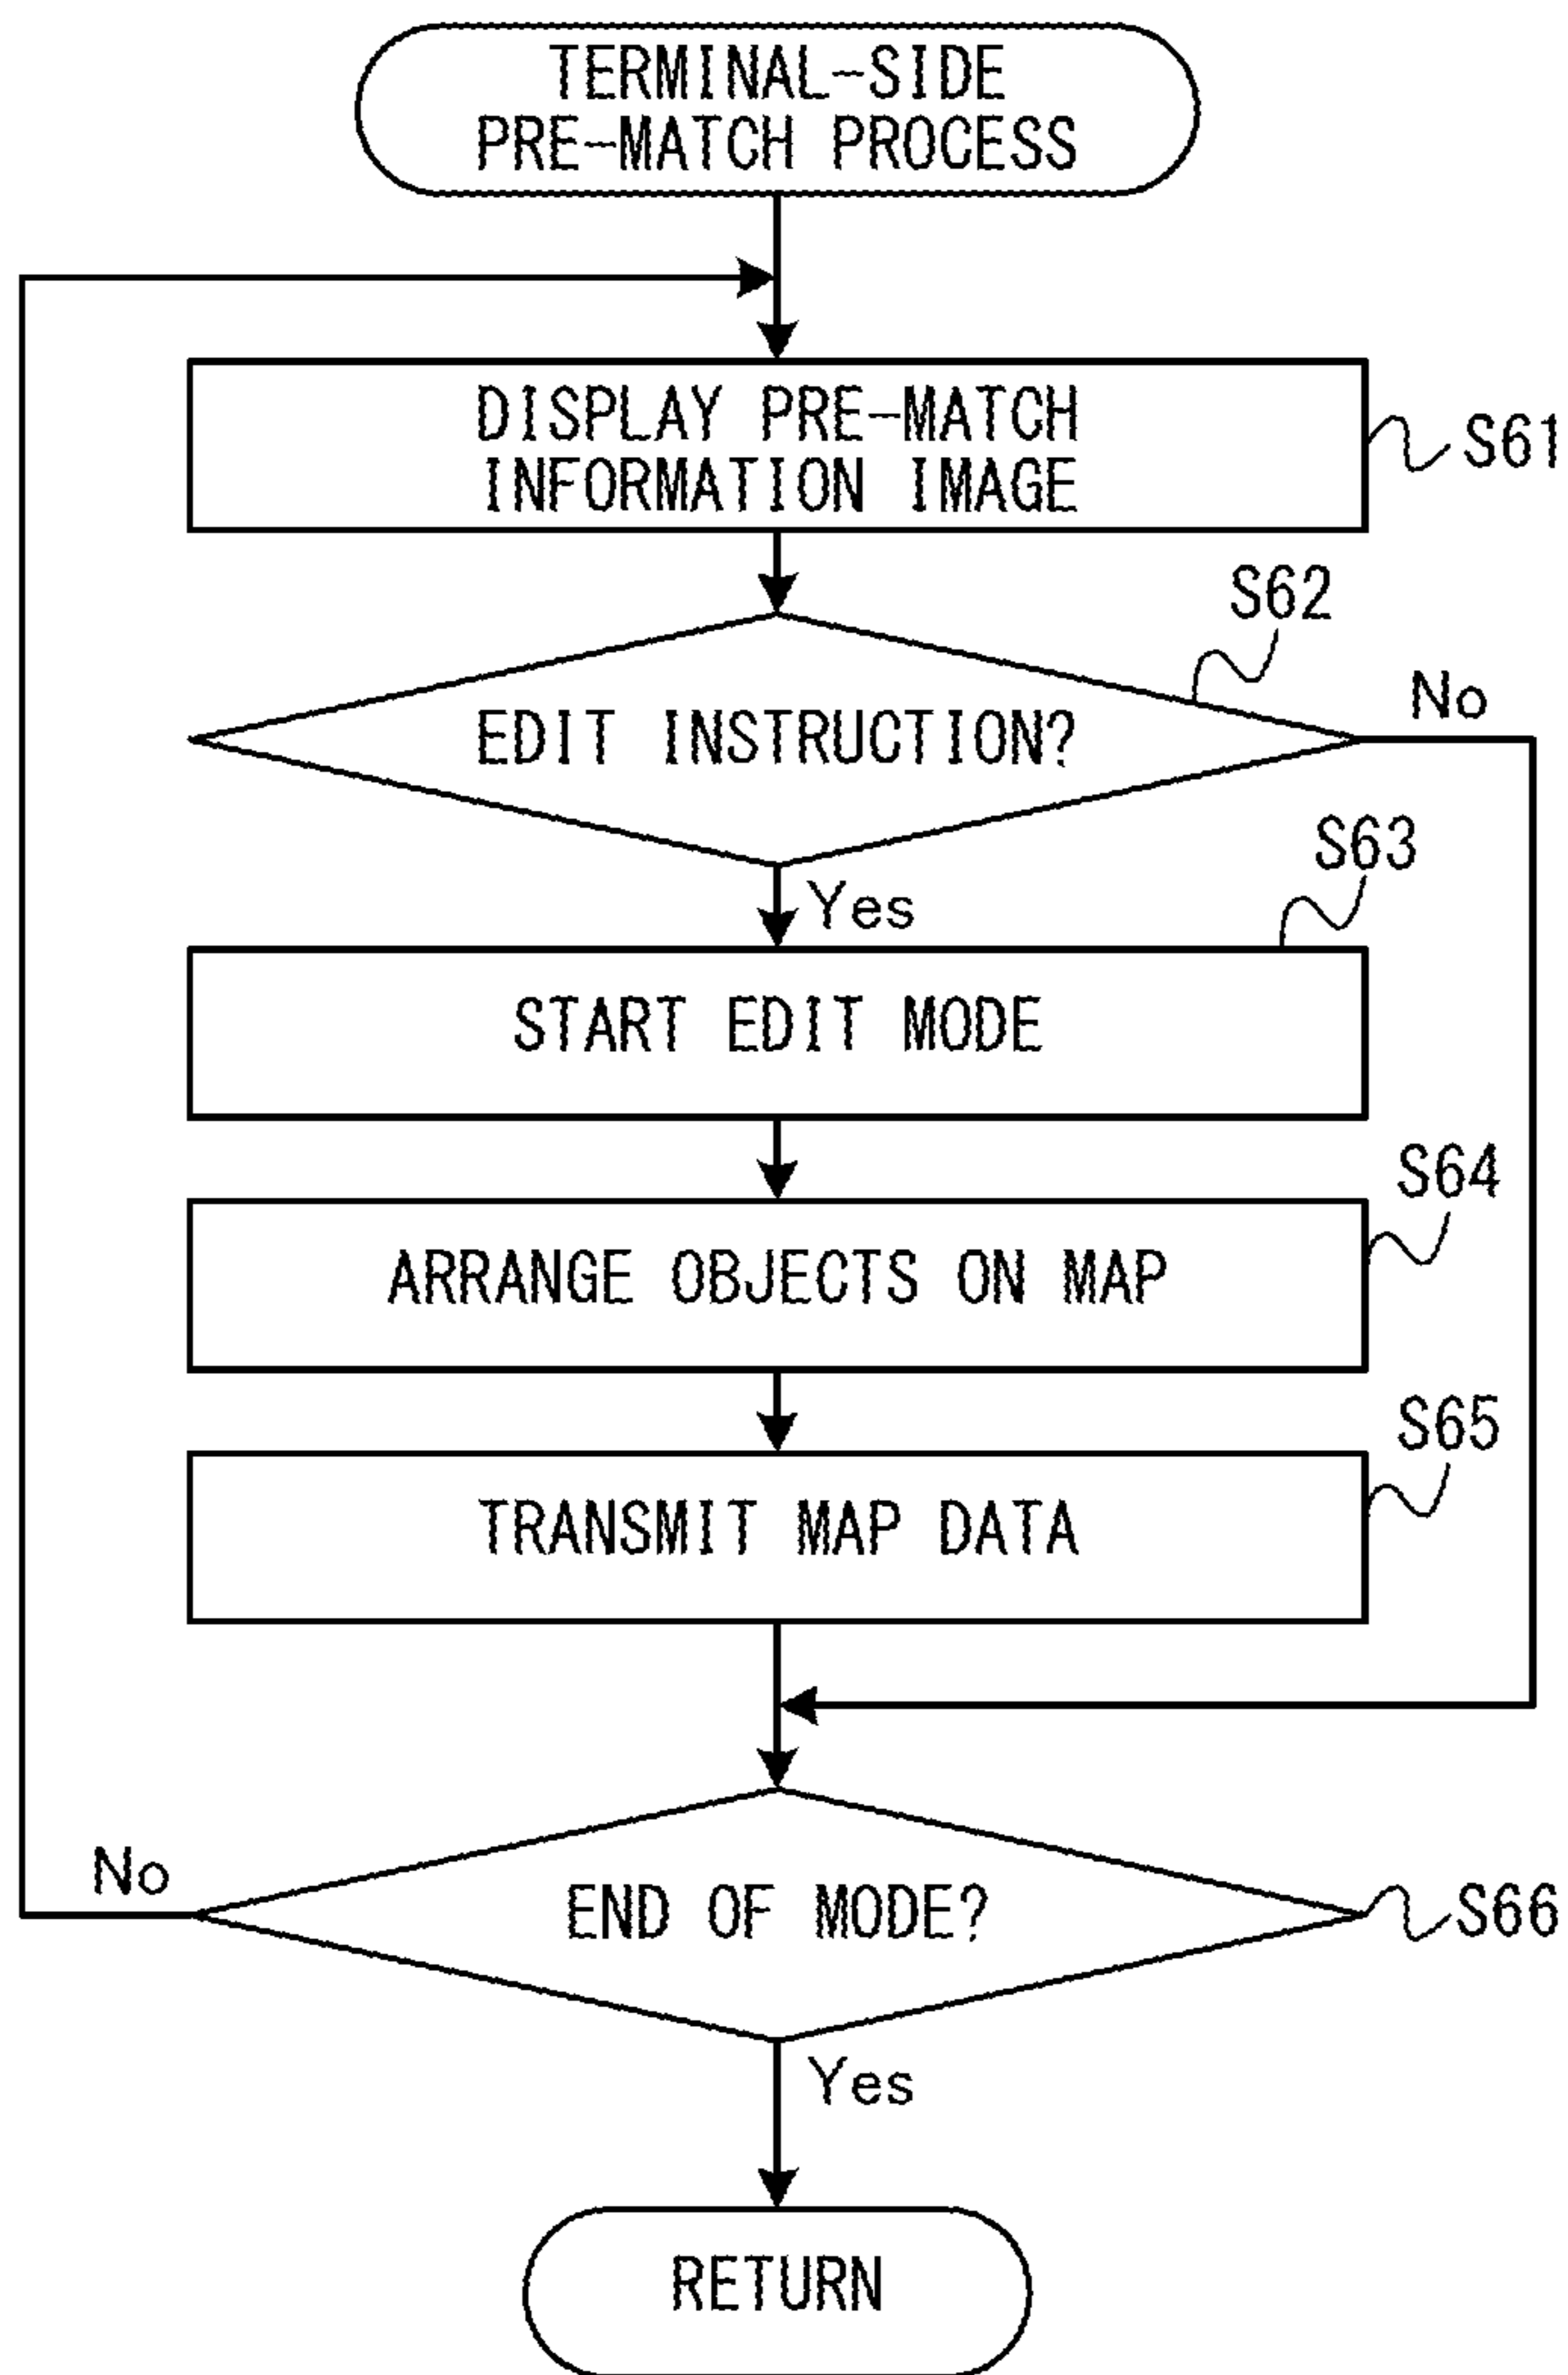 TERMINAL-SIDE
PRE-MATCH PROCESS
DISPLAY PRE-MATCH
INFORMATION IMAGE
S61
S62
EDIT INSTRUCTION?
No
Yes
S63
START EDIT MODE
S64
ARRANGE OBJECTS ON MAP
S65
TRANSMIT MAP DATA
No
END OF MODE?
S66
Yes
RETURN